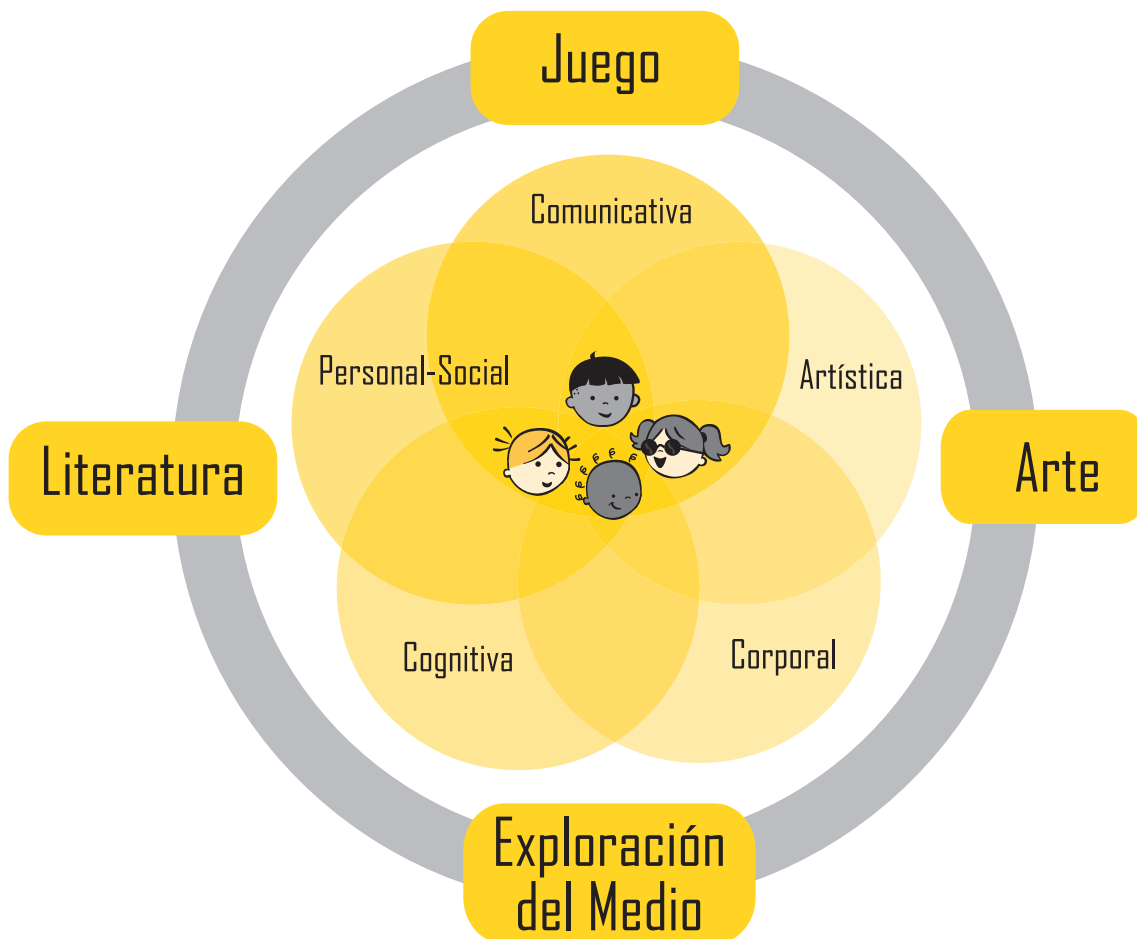 Juego
Comunicativa
Personal-Social
Artística
Literatura
Arte
Cognitiva
Corporal
Exploración
del Medio